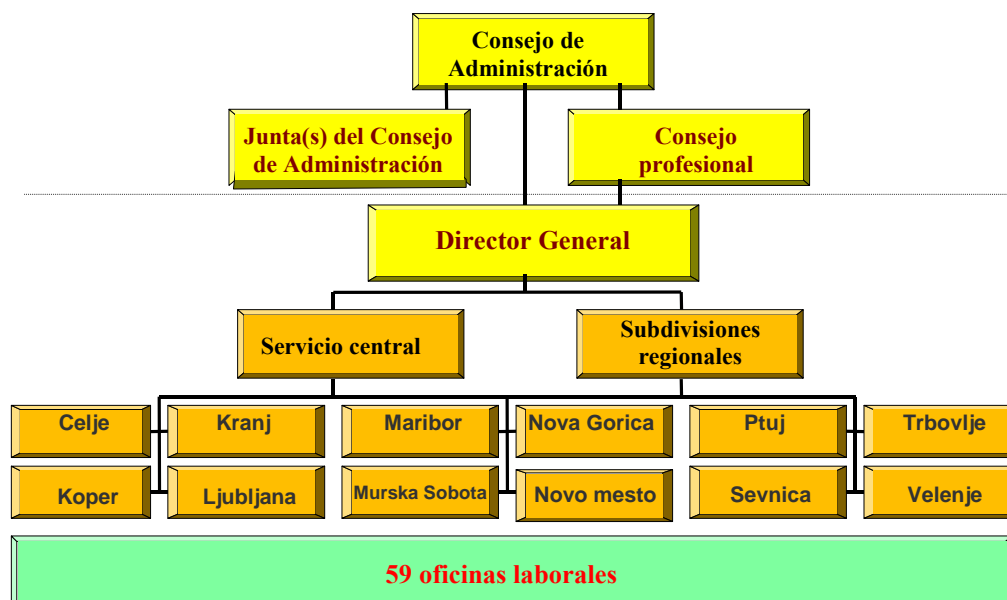 Consejo de
Administración
Junta(s) del Consejo
de Administración
Consejo
profesional
Director General
Servicio central
Subdivisiones
regionales
Celje
Kranj
Maribor
Nova Gorica
Ptuj
Trbovlje
Koper
Ljubljana
Murska Sobota
Novo mesto
Sevnica
Velenje
59 oficinas laborales